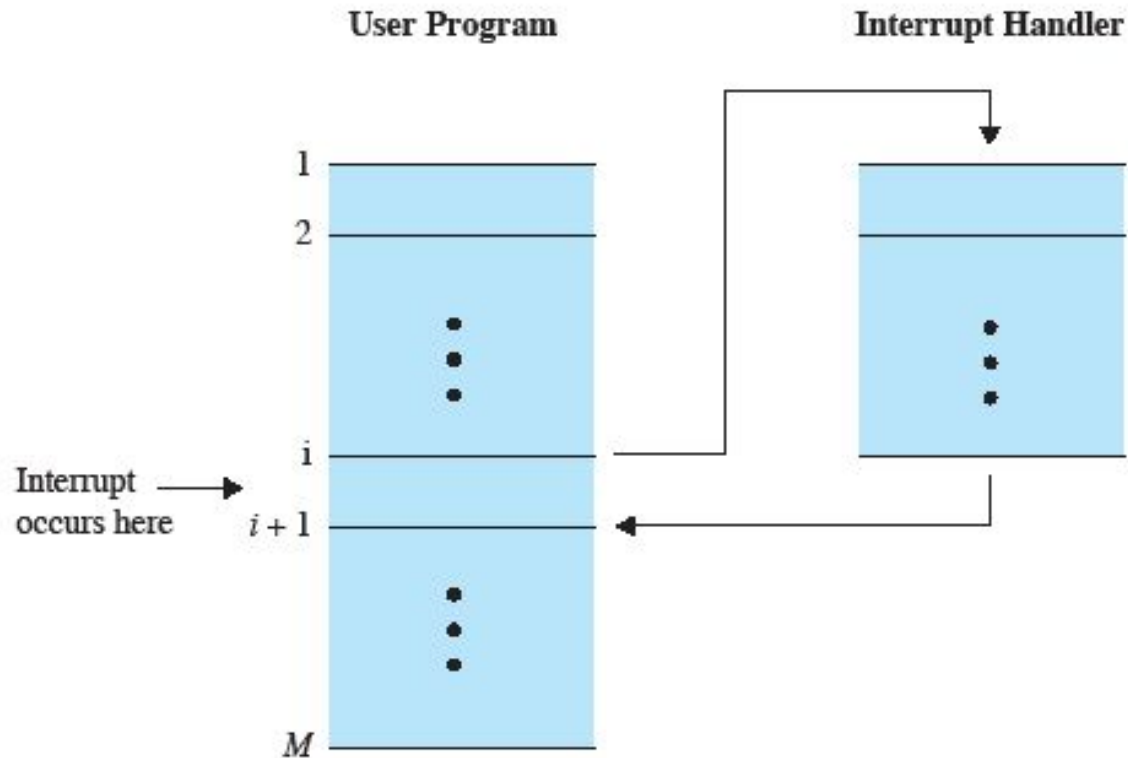 User Program
Interrupt Handler
1
2
i
Interrupt
occurs here
i + 1
M